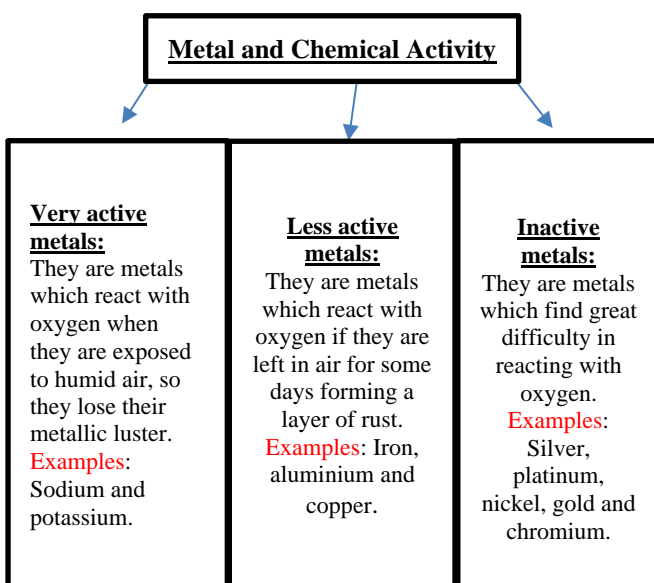 Metal and Chemical Activity
Very active
metals:
They are metals
which react with
oxygen when
they are exposed
to humid air, so
they lose their
metallic luster.
Examples:
Sodium and
potassium.
Less active
metals:
They are metals
which react with
oxygen if they are
left in air for some
days forming a
layer of rust.
Examples: Iron,
aluminium and
copper.
Inactive
metals:
They are metals
which find great
difficulty in
reacting with
oxygen.
Examples:
Silver,
platinum,
nickel, gold and
chromium.